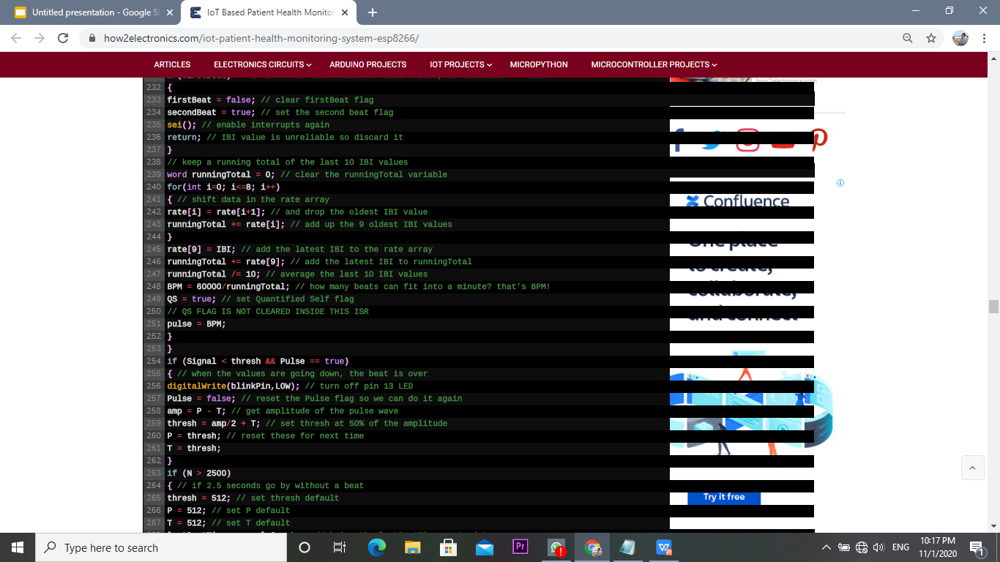 Untitled presentation - Google Sl
IoT Based Patient Health Monitor
how2electronics.com/iot-patient-health-monitoring-system-esp8266/
ARTICLES ELECTRONICS CIRCUITS ARDUINO PROJECTS IOT PROJECTS MICROPYTHON MICROCONTROLLER PROJECTS
how2electronics.com
232 {
233 firstBeat = false; // clear firstBeat flag
234 secondBeat = true; // set the second beat flag
235 sei(); // enable interrupts again
236 return; // IBI value is unreliable so discard it
237 }
238 // keep a running total of the last 10 IBI values
239 word runningTotal = 0; // clear the runningTotal variable
240 for(int i=0; i<=8; i++)
241 { // shift data in the rate array
242 rate[i] = rate[i+1]; // and drop the oldest IBI value
243 runningTotal += rate[i]; // add up the 9 oldest IBI values
244 }
245 rate[9] = IBI; // add the latest IBI to the rate array
246 runningTotal += rate[9]; // add the latest IBI to runningTotal
247 runningTotal /= 10; // average the last 10 IBI values
248 BPM = 60000/runningTotal; // how many beats can fit into a minute? that's BPM!
249 QS = true; // set Quantified Self flag
250 // QS FLAG IS NOT CLEARED INSIDE THIS ISR
251 pulse = BPM;
252 }
253 }
254 if (Signal < thresh && Pulse == true)
255 { // when the values are going down, the beat is over
256 digitalWrite(blinkPin,LOW); // turn off pin 13 LED
257 Pulse = false; // reset the Pulse flag so we can do it again
258 amp = P - T; // get amplitude of the pulse wave
259 thresh = amp/2 + T; // set thresh at 50% of the amplitude
260 P = thresh; // reset these for next time
261 T = thresh;
262 }
263 if (N > 2500)
264 { // if 2.5 seconds go by without a beat
265 thresh = 512; // set thresh default
266 P = 512; // set P default
267 T = 512; // set T default
Confluence
One place
to create,
collaborate,
and connect
Try it free
Type here to search
Pr
ENG
10:17 PM
11/1/2020
1